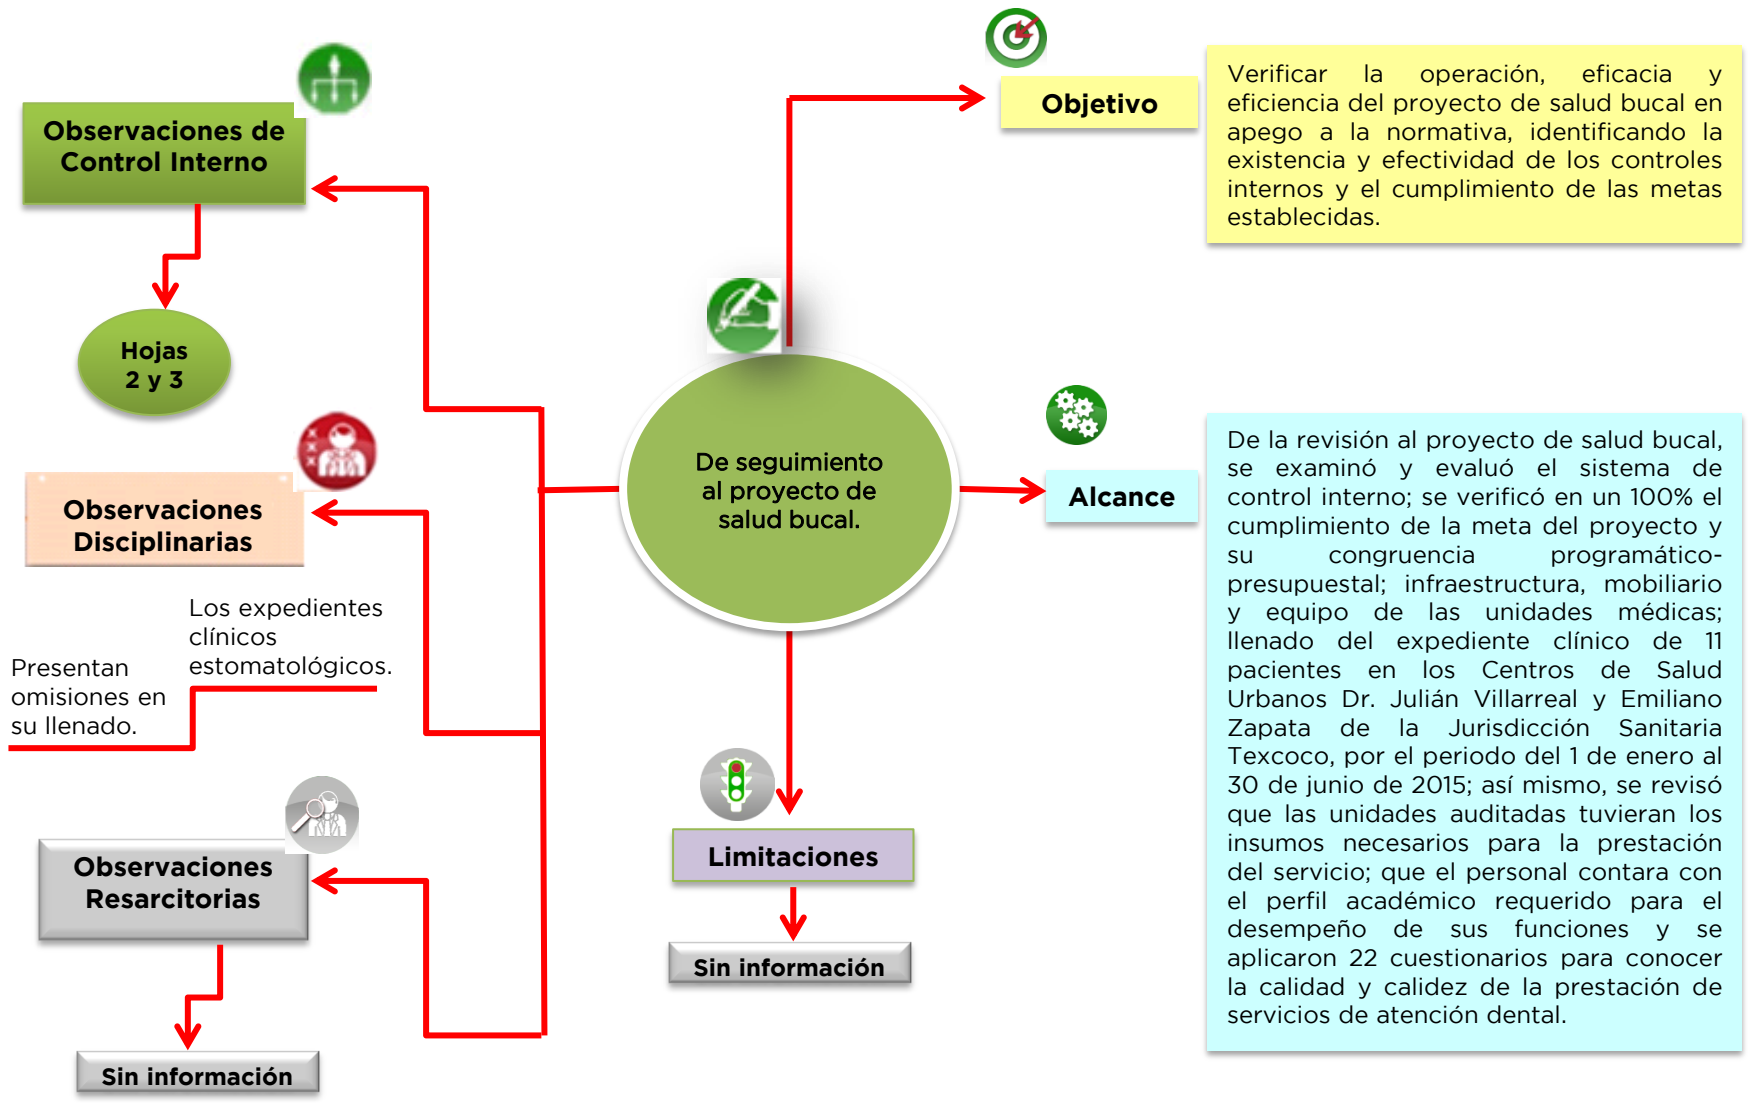 Observaciones de
Control Interno
Hojas
2 y 3
Observaciones
Disciplinarias
Los expedientes
clínicos
estomatológicos.
Presentan
omisiones en
su llenado.
Observaciones
Resarcitorias
Sin información
De seguimiento
al proyecto de
salud bucal.
Limitaciones
Sin información
Objetivo
Verificar la operación, eficacia y
eficiencia del proyecto de salud bucal en
apego a la normativa, identificando la
existencia y efectividad de los controles
internos y el cumplimiento de las metas
establecidas.
Alcance
De la revisión al proyecto de salud bucal,
se examinó y evaluó el sistema de
control interno; se verificó en un 100% el
cumplimiento de la meta del proyecto y
su congruencia programático-
presupuestal; infraestructura, mobiliario
y equipo de las unidades médicas;
llenado del expediente clínico de 11
pacientes en los Centros de Salud
Urbanos Dr. Julián Villarreal y Emiliano
Zapata de la Jurisdicción Sanitaria
Texcoco, por el periodo del 1 de enero al
30 de junio de 2015; así mismo, se revisó
que las unidades auditadas tuvieran los
insumos necesarios para la prestación
del servicio; que el personal contara con
el perfil académico requerido para el
desempeño de sus funciones y se
aplicaron 22 cuestionarios para conocer
la calidad y calidez de la prestación de
servicios de atención dental.